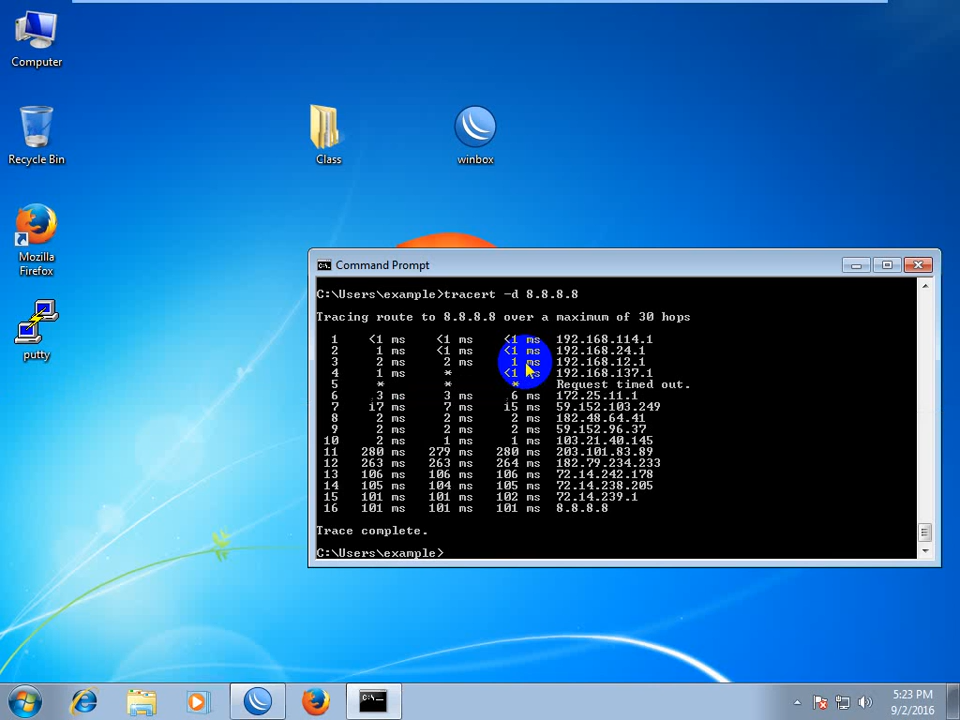 Computer
Recycle Bin
Mozilla
Firefox
putty
Class
winbox
Command Prompt
C:\Users\example>tracert -d 8.8.8.8
Tracing route to 8.8.8.8 over a maximum of 30 hops
1 <1 ms <1 ms <1 ms 192.168.114.1
2 1 ms <1 ms <1 ms 192.168.24.1
3 2 ms 2 ms 1 ms 192.168.12.1
4 1 ms * <1 ms 192.168.137.1
5 * * * Request timed out.
6 3 ms 3 ms 6 ms 172.25.11.1
7 17 ms 7 ms 15 ms 59.152.103.249
8 2 ms 2 ms 2 ms 182.48.64.41
9 2 ms 2 ms 2 ms 59.152.96.37
10 2 ms 1 ms 1 ms 103.21.40.145
11 280 ms 279 ms 280 ms 203.101.83.89
12 263 ms 263 ms 264 ms 182.79.234.233
13 106 ms 106 ms 106 ms 72.14.242.178
14 105 ms 104 ms 105 ms 72.14.238.205
15 101 ms 101 ms 102 ms 72.14.239.1
16 101 ms 101 ms 101 ms 8.8.8.8
Trace complete.
C:\Users\example>
5:23 PM
9/2/2016